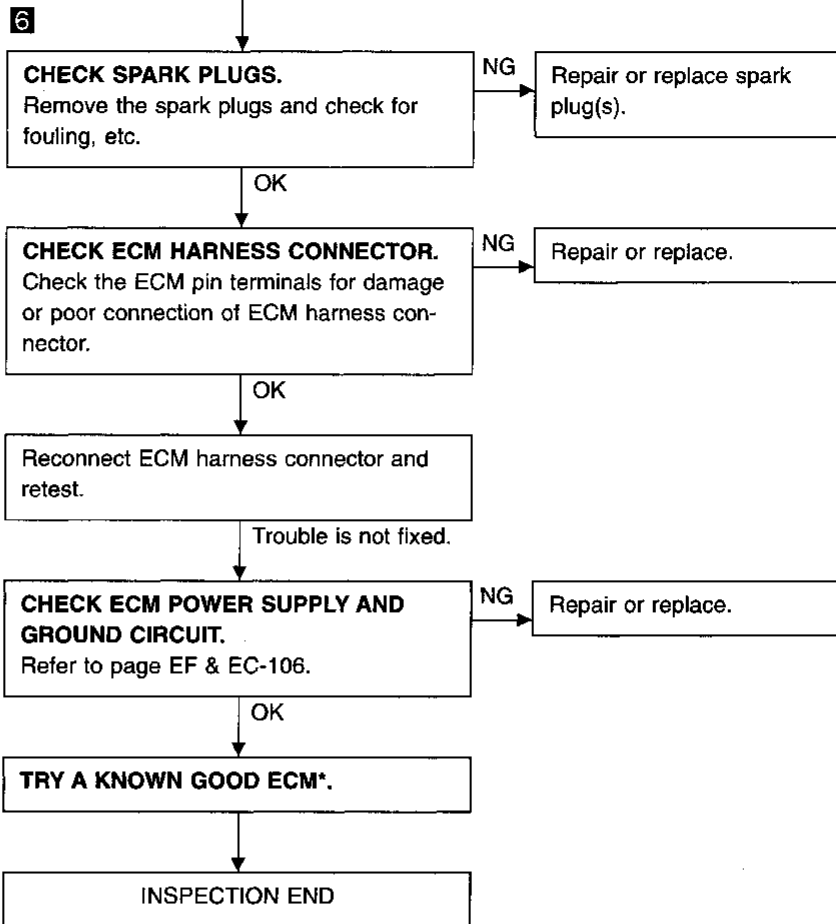 6
CHECK SPARK PLUGS.
Remove the spark plugs and check for
fouling, etc.
NG
Repair or replace spark
plug(s).
OK
CHECK ECM HARNESS CONNECTOR.
Check the ECM pin terminals for damage
or poor connection of ECM harness con-
nector.
NG
Repair or replace.
OK
Reconnect ECM harness connector and
retest.
Trouble is not fixed.
CHECK ECM POWER SUPPLY AND
GROUND CIRCUIT.
Refer to page EF & EC-106.
NG
Repair or replace.
OK
TRY A KNOWN GOOD ECM*.
INSPECTION END